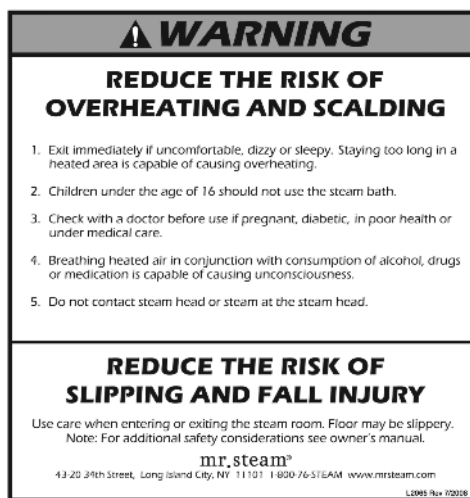 WARNING
REDUCE THE RISK OF
OVERHEATING AND SCALDING
1. Exit immediately if uncomfortable, dizzy or sleepy. Staying too long in a
heated area is capable of causing overheating.
2. Children under the age of 16 should not use the steam bath.
3. Check with a doctor before use if pregnant, diabetic, in poor health or
under medical care.
4. Breathing heated air in conjunction with consumption of alcohol, drugs
or medication is capable of causing unconsciousness.
5. Do not contact steam head or steam at the steam head.
REDUCE THE RISK OF
SLIPPING AND FALL INJURY
Use care when entering or exiting the steam room. Floor may be slippery.
Note: For additional safety considerations see owner's manual.
mr.steam®
43-20 34th Street, Long Island City, NY 11101 1-800-76-STEAM www.mrsteam.com
L2065 Rev 7/2008